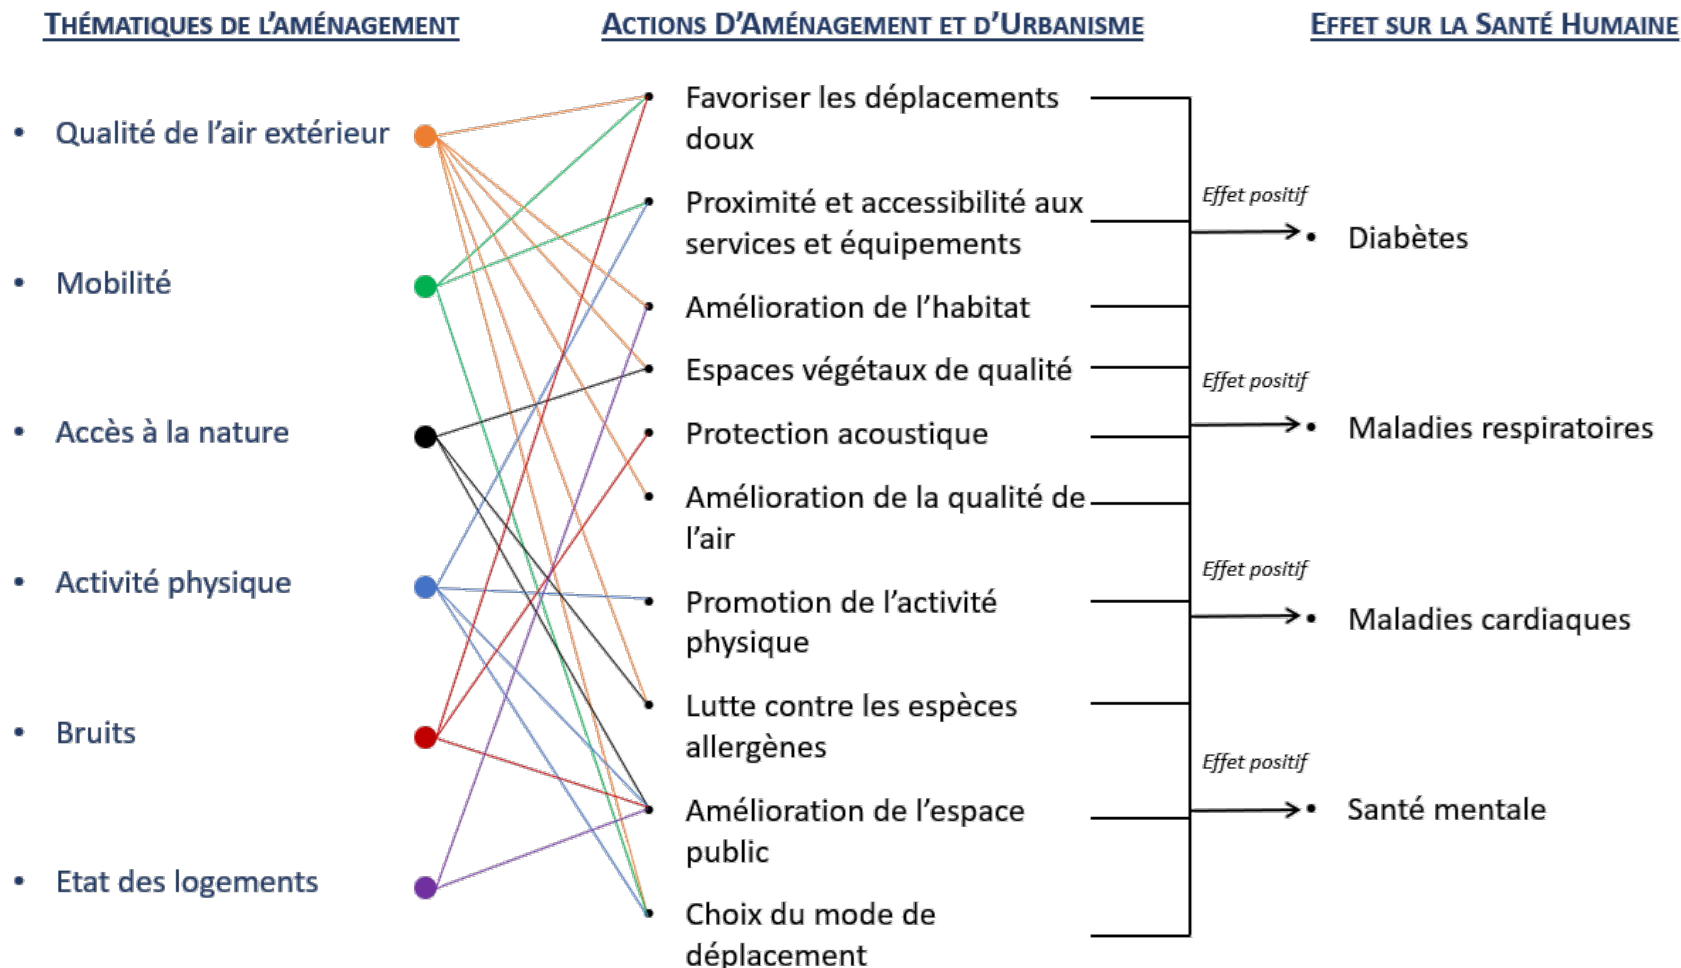 THÉMATIQUES DE L'AMÉNAGEMENT
• Qualité de l'air extérieur
• Mobilité
• Accès à la nature
• Activité physique
• Bruits
• Etat des logements
ACTIONS D'AMÉNAGEMENT ET D'URBANISME
• Favoriser les déplacements
doux
• Proximité et accessibilité aux
services et équipements
• Amélioration de l'habitat
• Espaces végétaux de qualité
• Protection acoustique
• Amélioration de la qualité de
l'air
• Promotion de l'activité
physique
• Lutte contre les espèces
allergènes
• Amélioration de l'espace
public
• Choix du mode de
déplacement
EFFET SUR LA SANTÉ HUMAINE
Effet positif
• Diabètes
Effet positif
• Maladies respiratoires
Effet positif
• Maladies cardiaques
Effet positif
• Santé mentale